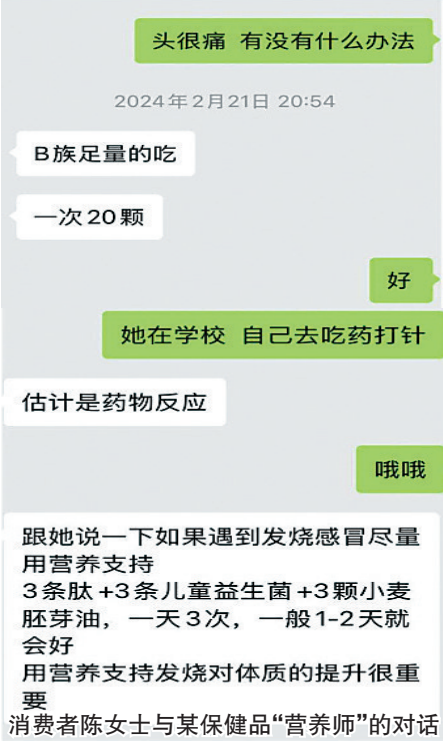 头很痛 有没有什么办法
2024年2月21日 20:54
B族足量的吃
一次20颗
好
她在学校 自己去吃药打针
估计是药物反应
哦哦
跟她说一下如果遇到发烧感冒尽量
用营养支持
3条肽+3条儿童益生菌+3颗小麦
胚芽油，一天3次，一般1-2天就
会好
用营养支持发烧对体质的提升很重
要
消费者陈女士与某保健品“营养师”的对话